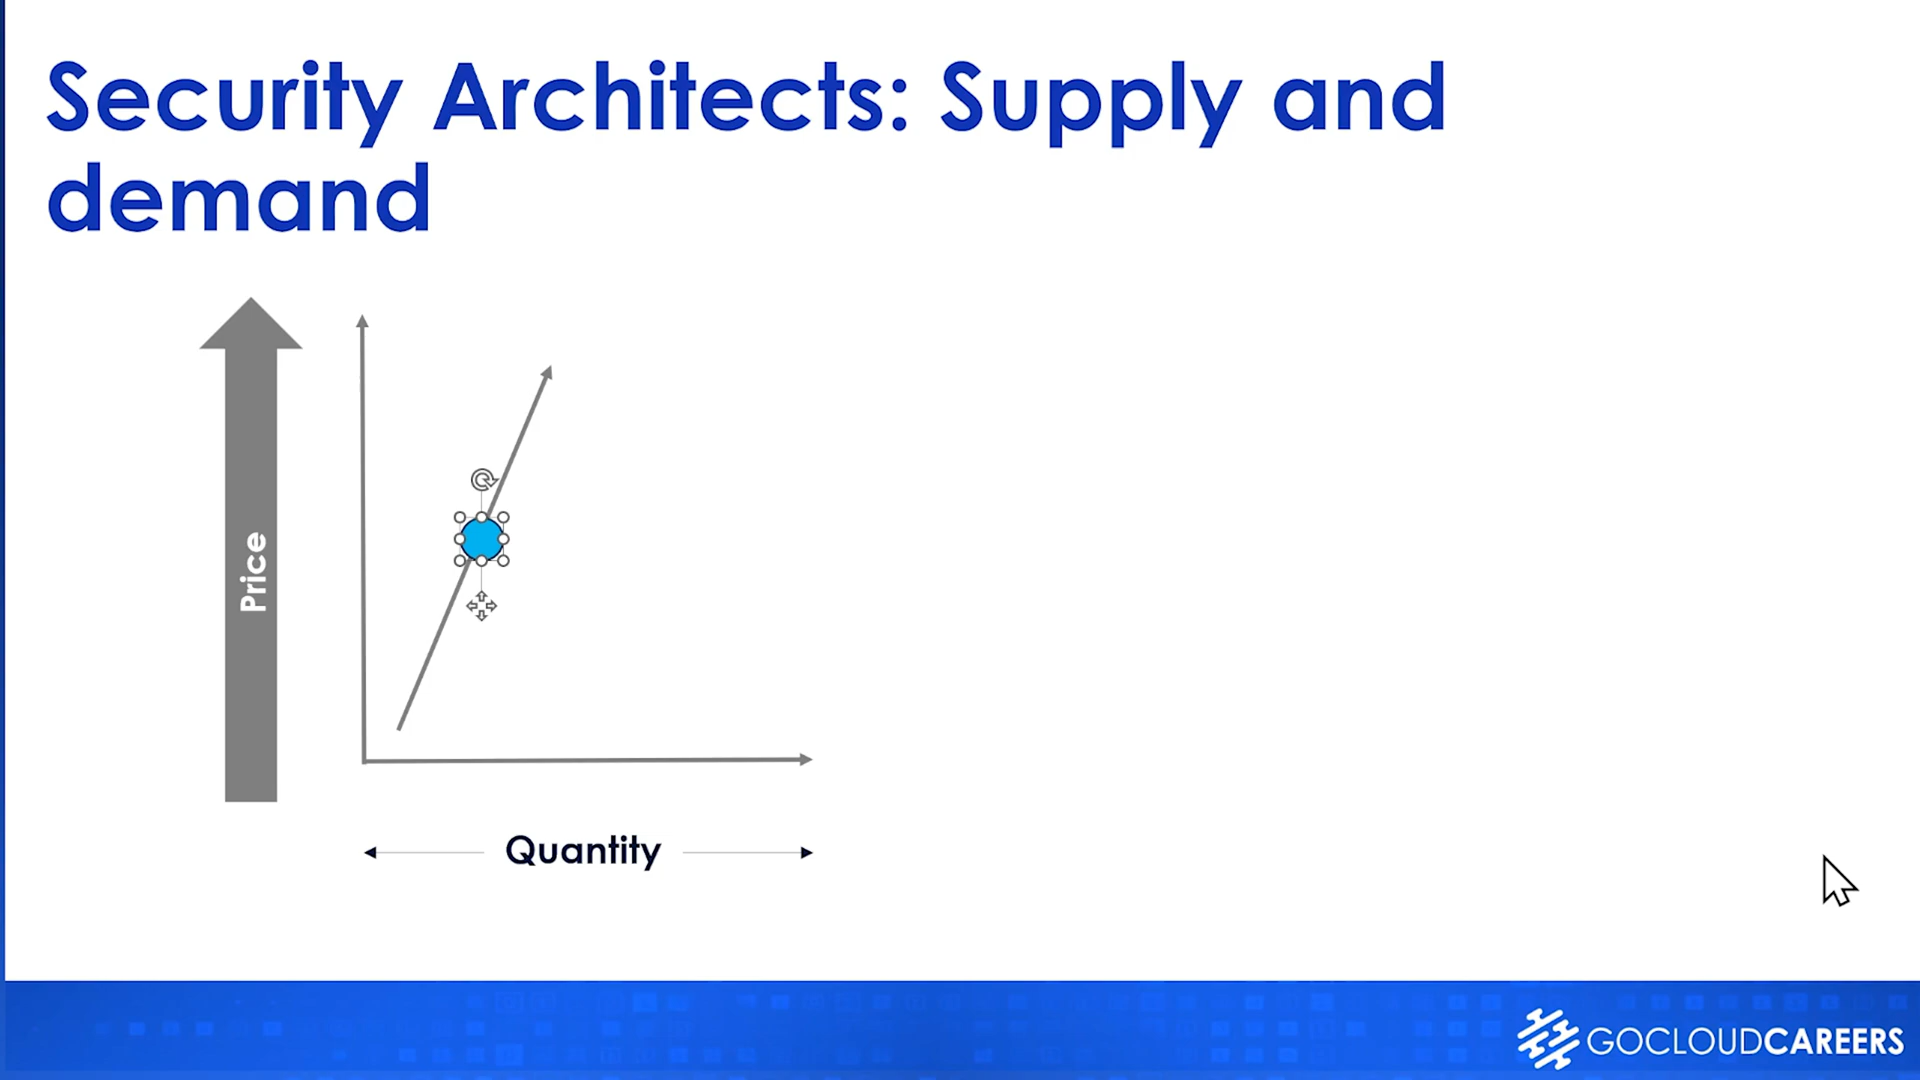 Security Architects: Supply and
demand
Price
Quantity
GOCLOUDCAREERS